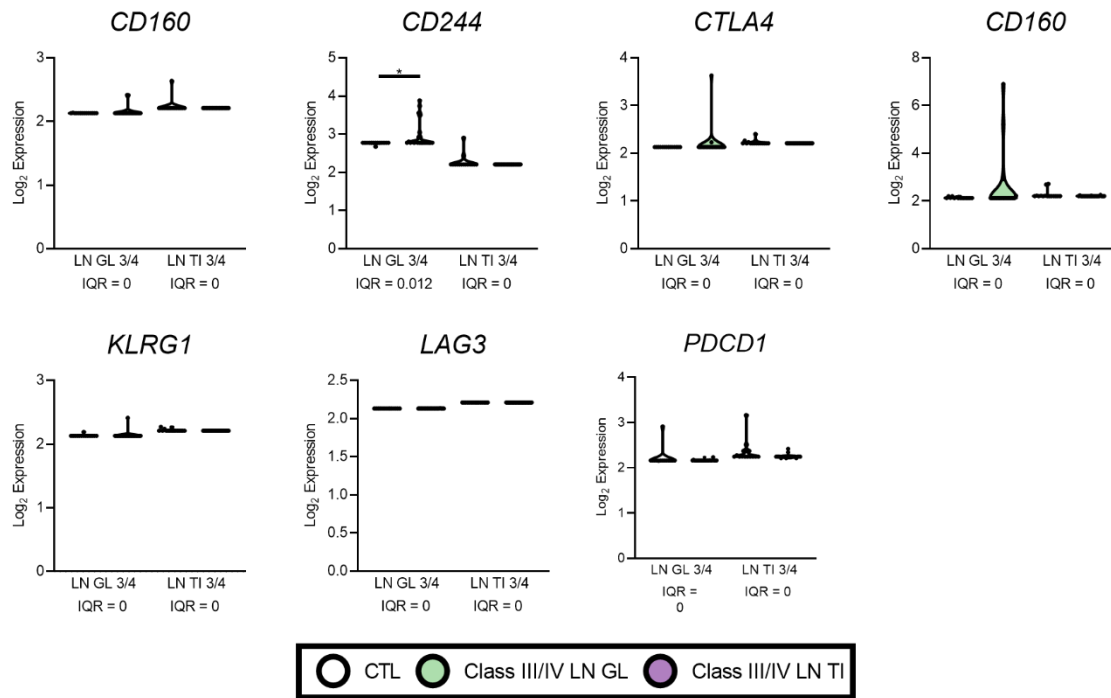 CD160
CD244
CTLA4
CD160
Log2 Expression
3
2
1
0
LN GL 3/4
LN TI 3/4
IQR = 0
IQR = 0
Log2 Expression
5
4
3
2
1
0
*
LN GL 3/4
LN TI 3/4
IQR = 0.012
IQR = 0
Log2 Expression
4
3
2
1
0
LN GL 3/4
LN TI 3/4
IQR = 0
IQR = 0
Log2 Expression
8
6
4
2
0
LN GL 3/4
LN TI 3/4
IQR = 0
IQR = 0
KLRG1
LAG3
PDCD1
Log2 Expression
3
2
1
0
LN GL 3/4
LN TI 3/4
IQR = 0
IQR = 0
Log2 Expression
2.5
2.0
1.5
1.0
0.5
0.0
LN GL 3/4
LN TI 3/4
IQR = 0
IQR = 0
Log2 Expression
4
3
2
1
0
LN GL 3/4
LN TI 3/4
IQR =
0
IQR = 0
CTL
Class III/IV LN GL
Class III/IV LN TI